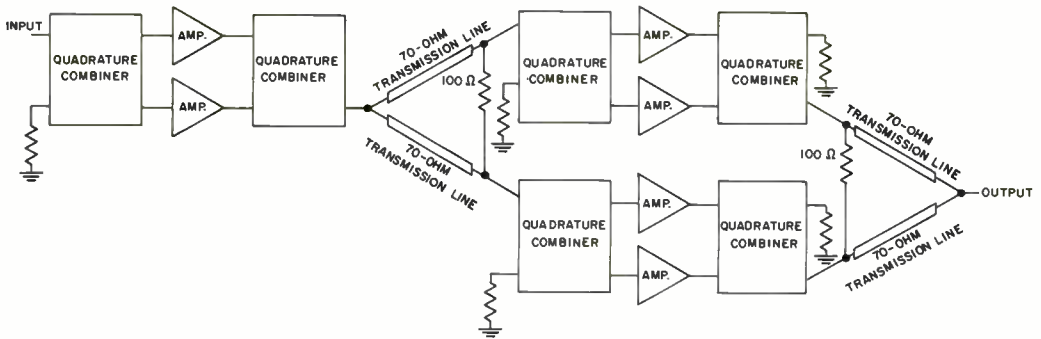 INPUT
QUADRATURE
COMBINER
AMP.
AMP.
QUADRATURE
COMBINER
70-OHM
TRANSMISSION LINE
100 Ω
70-OHM
TRANSMISSION LINE
QUADRATURE
COMBINER
AMP.
AMP.
QUADRATURE
COMBINER
QUADRATURE
COMBINER
AMP.
AMP.
QUADRATURE
COMBINER
70-OHM
TRANSMISSION LINE
100 Ω
70-OHM
TRANSMISSION LINE
OUTPUT